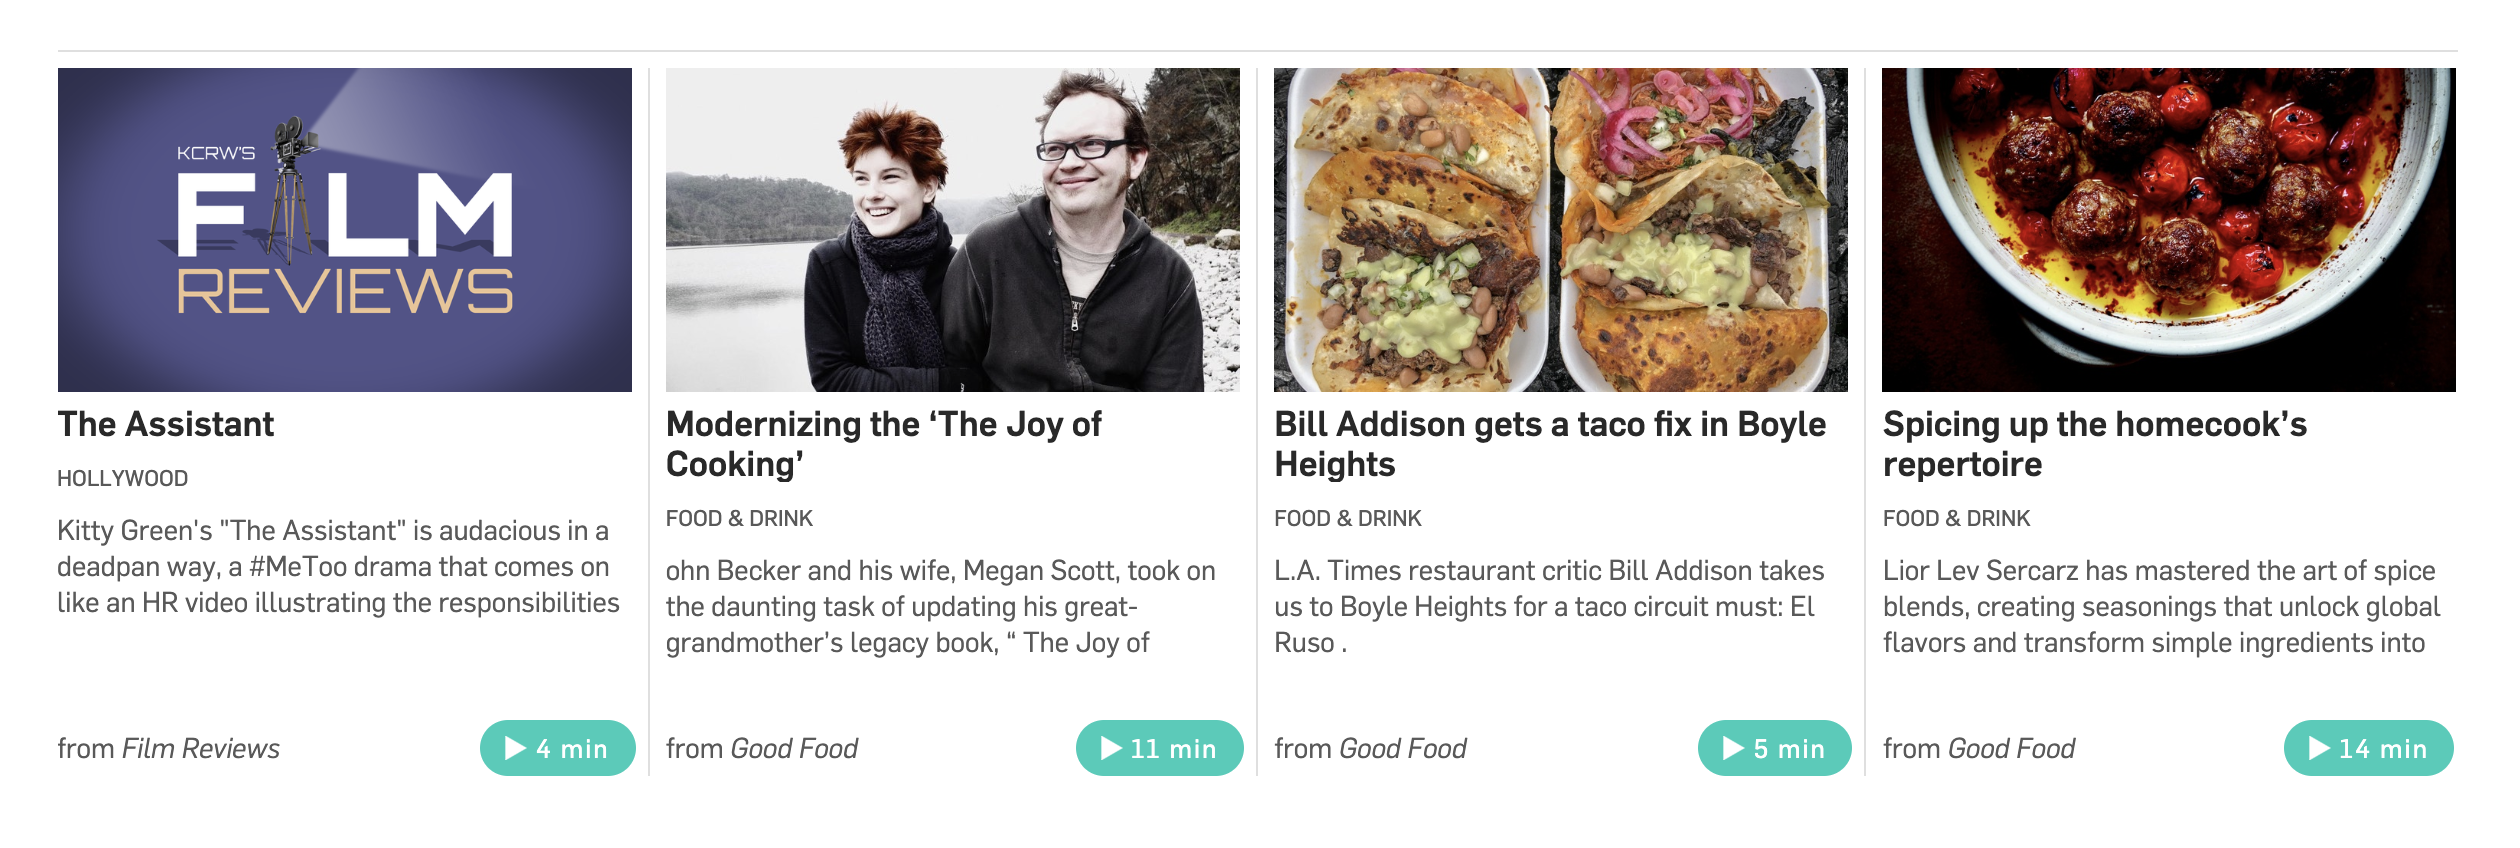 KCRW'S
FILM
REVIEWS
The Assistant
HOLLYWOOD
Kitty Green's "The Assistant" is audacious in a
deadpan way, a #MeToo drama that comes on
like an HR video illustrating the responsibilities
from Film Reviews
4 min
Modernizing the ‘The Joy of
Cooking’
FOOD & DRINK
ohn Becker and his wife, Megan Scott, took on
the daunting task of updating his great-
grandmother’s legacy book, “ The Joy of
from Good Food
11 min
Bill Addison gets a taco fix in Boyle
Heights
FOOD & DRINK
L.A. Times restaurant critic Bill Addison takes
us to Boyle Heights for a taco circuit must: El
Ruso .
from Good Food
5 min
Spicing up the homecook’s
repertoire
FOOD & DRINK
Lior Lev Sercarz has mastered the art of spice
blends, creating seasonings that unlock global
flavors and transform simple ingredients into
from Good Food
14 min